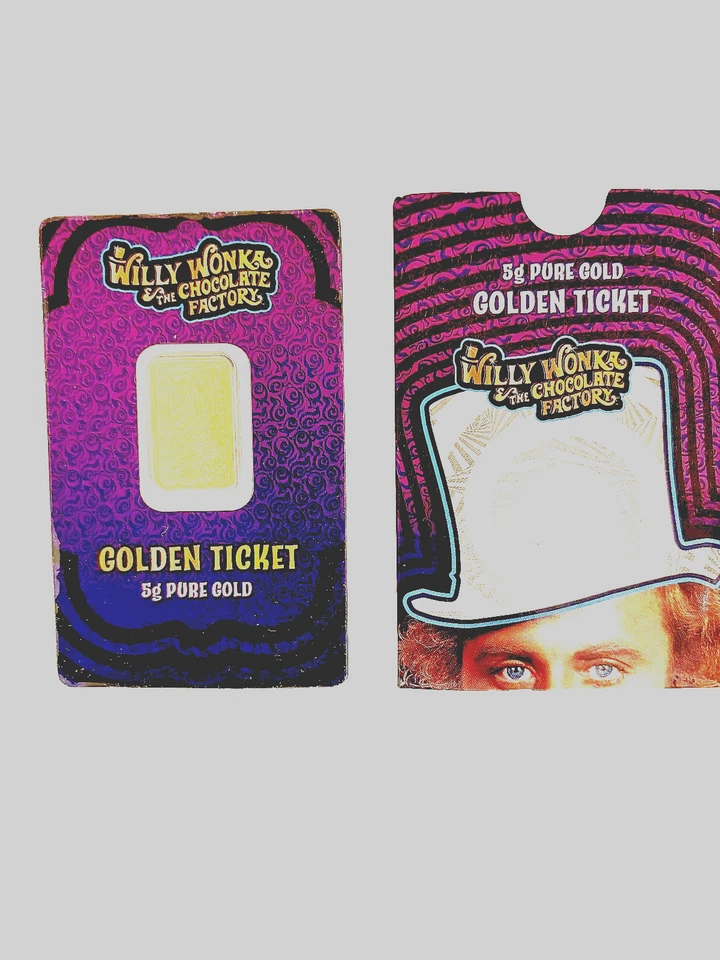 WILLY WONKA
& THE CHOCOLATE
FACTORY
GOLDEN TICKET
5g PURE GOLD
5g PURE GOLD
GOLDEN TICKET
WILLY WONKA
& THE CHOCOLATE
FACTORY